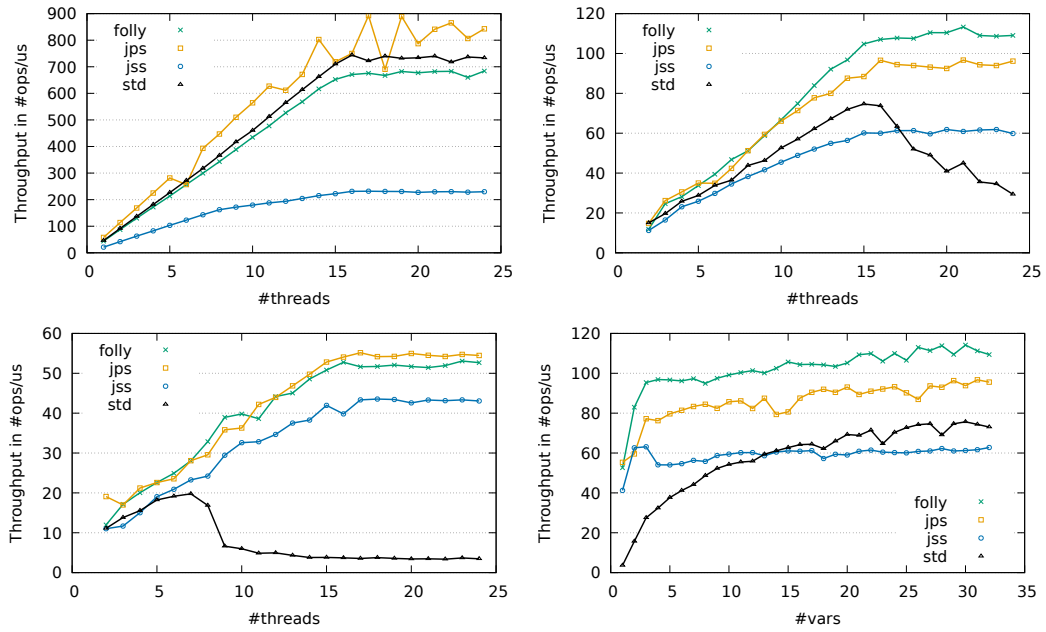 Throughput in #ops/us
900
800
700
600
500
400
300
200
100
0
folly
jps
jss
std
0 5 10 15 20 25
#threads
Throughput in #ops/us
120
100
80
60
40
20
0
folly
jps
jss
std
0 5 10 15 20 25
#threads
Throughput in #ops/us
60
50
40
30
20
10
0
folly
jps
jss
std
0 5 10 15 20 25
#threads
Throughput in #ops/us
120
100
80
60
40
20
0
folly
jps
jss
std
0 5 10 15 20 25 30 35
#vars